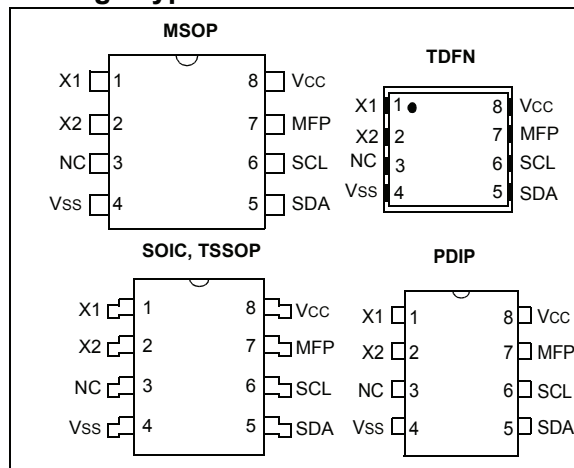 MSOP
X1 1 8 VCC
X2 2 7 MFP
NC 3 6 SCL
VSS 4 5 SDA
TDFN
X1 1 8 VCC
X2 2 7 MFP
NC 3 6 SCL
VSS 4 5 SDA
SOIC, TSSOP
X1 1 8 VCC
X2 2 7 MFP
NC 3 6 SCL
VSS 4 5 SDA
PDIP
X1 1 8 VCC
X2 2 7 MFP
NC 3 6 SCL
VSS 4 5 SDA